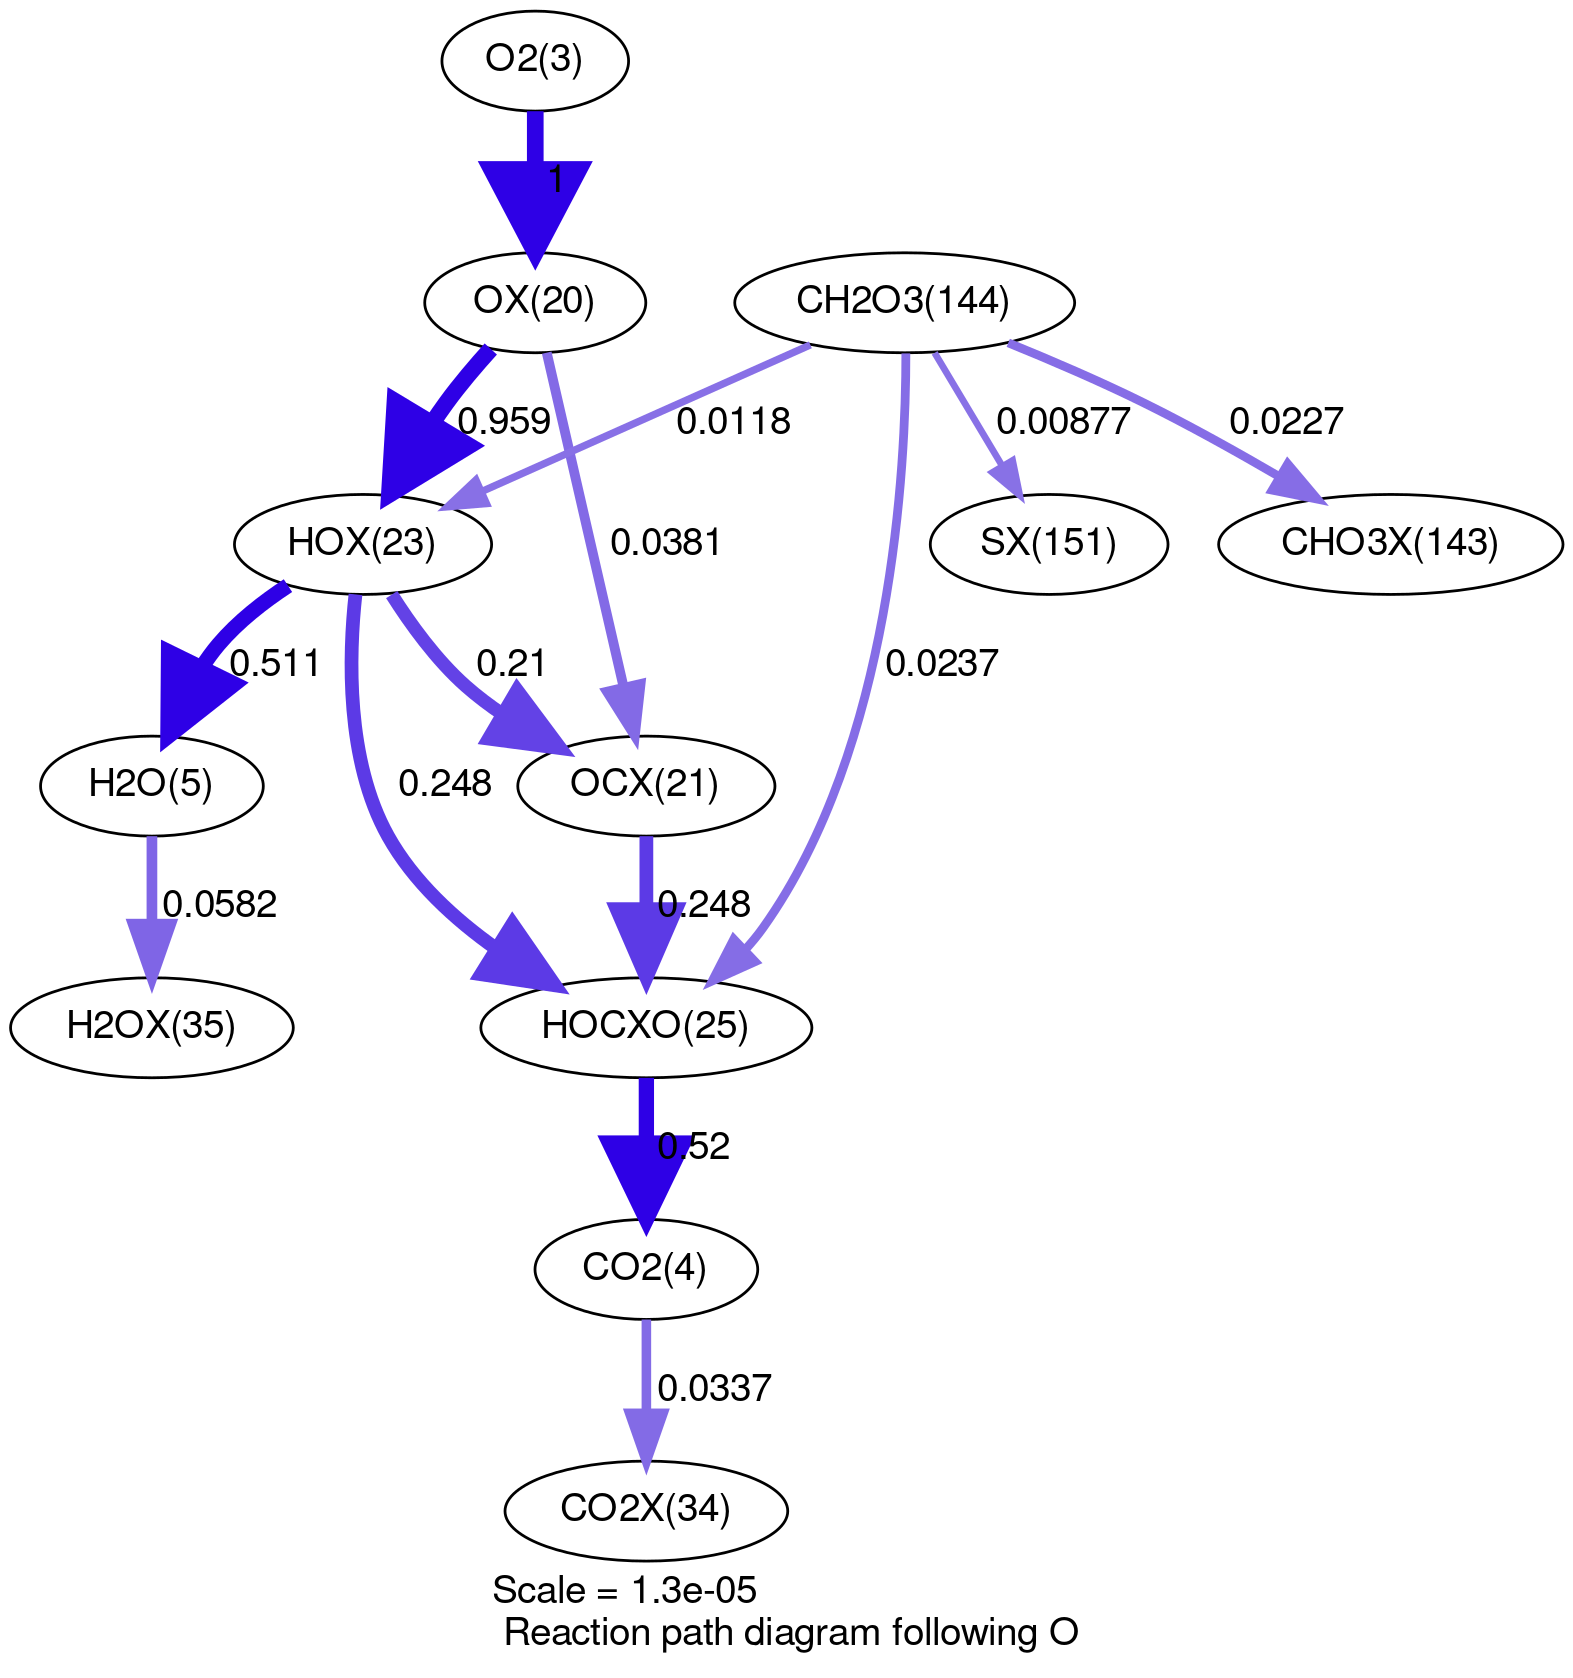 O2(3)
1
OX(20)
CH2O3(144)
0.959
0.0118
0.00877
0.0227
HOX(23)
0.0381
SX(151)
CHO3X(143)
0.511
0.21
0.0237
H2O(5)
0.248
OCX(21)
0.0582
0.248
H2OX(35)
HOCXO(25)
0.52
CO2(4)
0.0337
CO2X(34)
Scale = 1.3e-05
Reaction path diagram following O